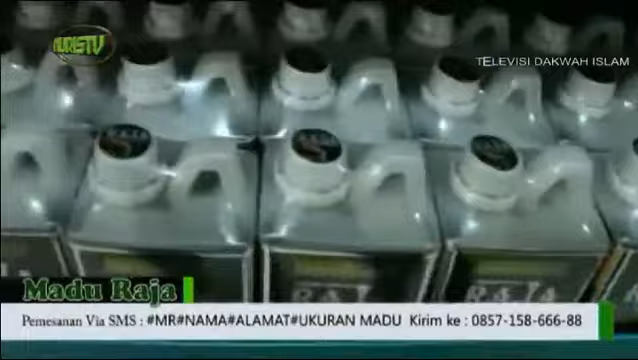 TELEVISI DAKWAH ISLAM
RAJA
Madu Raja
Pemesanan Via SMS : #MR#NAMA#ALAMAT#UKURAN MADU Kirim ke : 0857-158-666-88